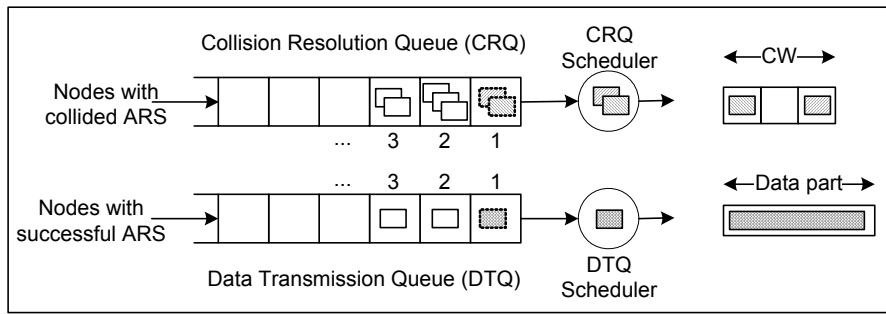 Collision Resolution Queue (CRQ)
CRQ
Scheduler
CW
Nodes with
collided ARS
... 3 2 1
... 3 2 1
Data part
Nodes with
successful ARS
Data Transmission Queue (DTQ)
DTQ
Scheduler